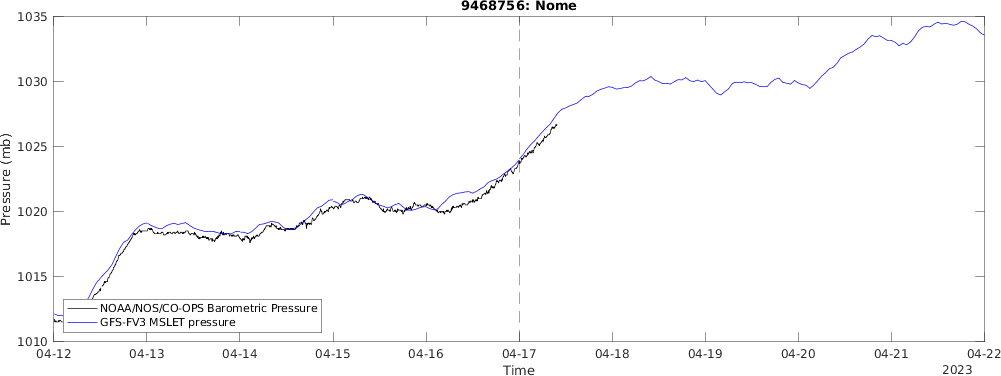 9468756: Nome
1035
1030
1025
1020
1015
1010
Pressure (mb)
NOAA/NOS/CO-OPS Barometric Pressure
GFS-FV3 MSLET pressure
04-12 04-13 04-14 04-15 04-16 04-17 04-18 04-19 04-20 04-21 04-22
Time
2023